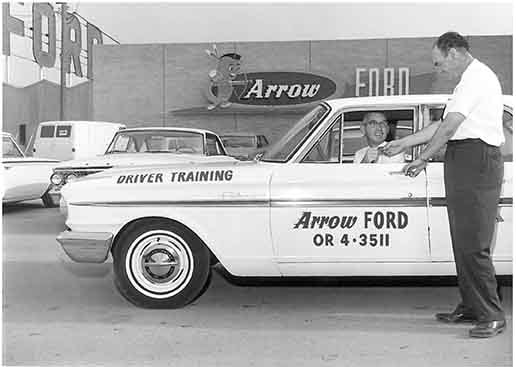 FORD
Arrow
FORD
DRIVER TRAINING
Arrow FORD
OR 4-3511